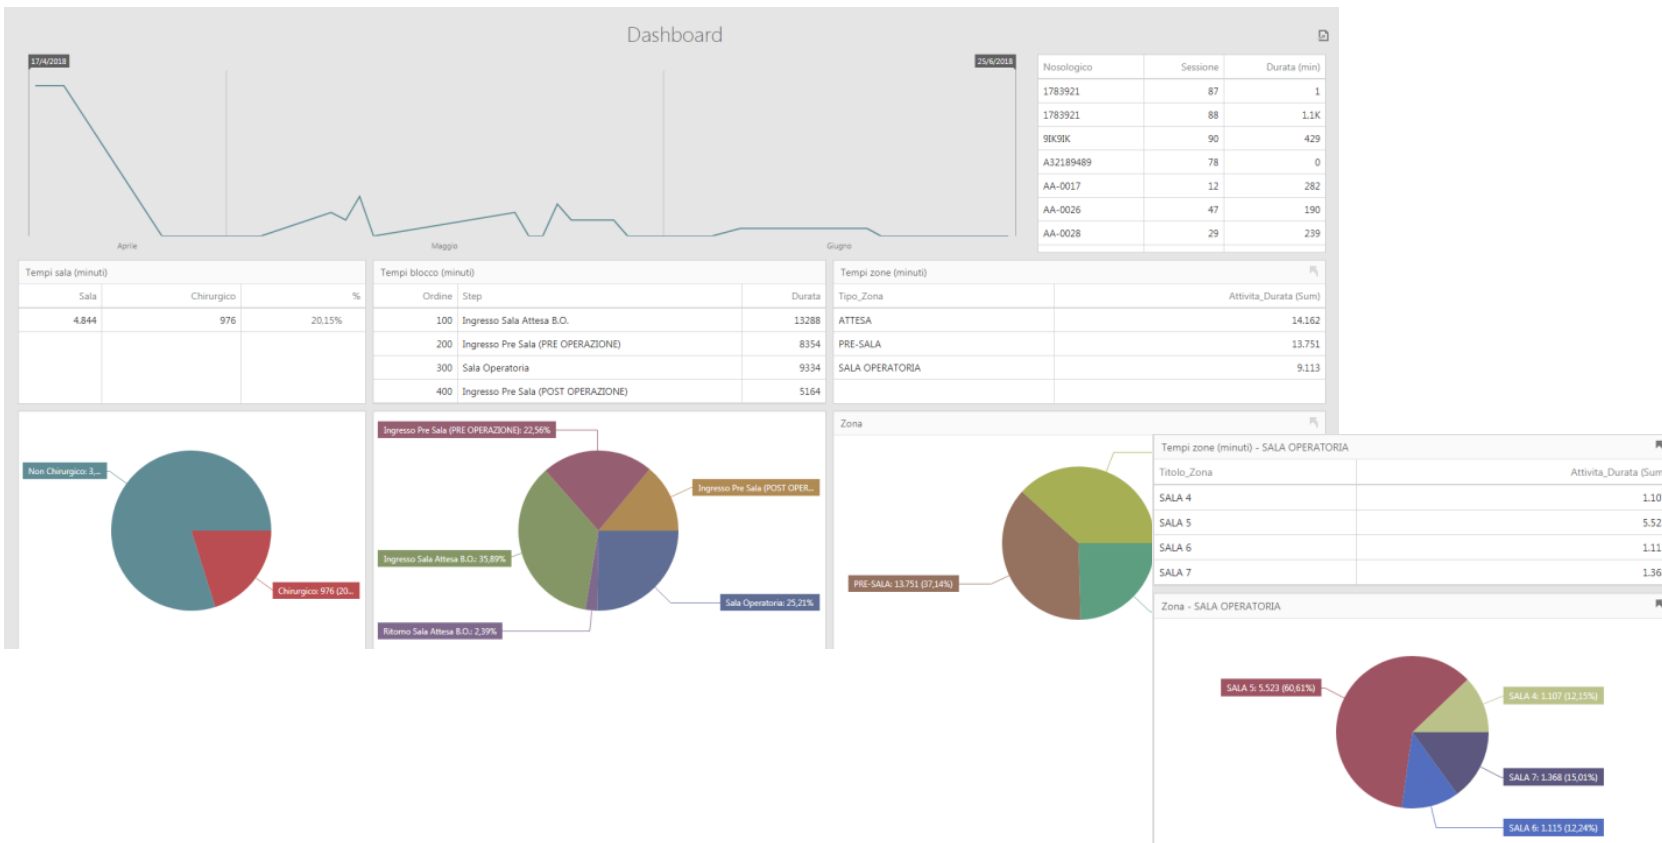 Dashboard
17/4/2018
25/6/2018
Aprile
Maggio
Giugno
Nosologico Sessione Durata (min)
1783921 87 1
1783921 88 1.1K
9IK9IK 90 429
A32189489 78 0
AA-0017 12 282
AA-0026 47 190
AA-0028 29 239
Tempi sala (minuti)
Sala Chirurgico %
4.844 976 20,15%
Tempi blocco (minuti)
Ordine Step Durata
100 Ingresso Sala Attesa B.O. 13288
200 Ingresso Pre Sala (PRE OPERAZIONE) 8354
300 Sala Operatoria 9334
400 Ingresso Pre Sala (POST OPERAZIONE) 5164
Tempi zone (minuti)
Tipo_Zona Attivita_Durata (Sum)
ATTESA 14.162
PRE-SALA 13.751
SALA OPERATORIA 9.113
Non Chirurgico: 3,...
Chirurgico: 976 (20...
Ingresso Pre Sala (PRE OPERAZIONE): 22,56%
Ingresso Pre Sala (POST OPER...
Ingresso Sala Attesa B.O.: 35,89%
Sala Operatoria: 25,21%
Ritorno Sala Attesa B.O.: 2,39%
Zona
PRE-SALA: 13.751 (37,14%)
Tempi zone (minuti) - SALA OPERATORIA
Titolo_Zona Attivita_Durata (Sum
SALA 4 1.10
SALA 5 5.52
SALA 6 1.11
SALA 7 1.36
Zona - SALA OPERATORIA
SALA 5: 5.523 (60,61%)
SALA 4: 1.107 (12,15%)
SALA 7: 1.368 (15,01%)
SALA 6: 1.115 (12,24%)